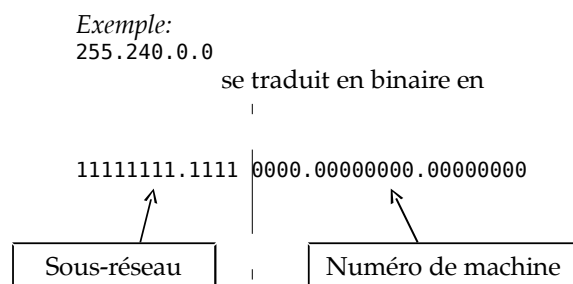 Exemple:
255.240.0.0
se traduit en binaire en
11111111.1111 0000.00000000.00000000
Sous-réseau
Numéro de machine